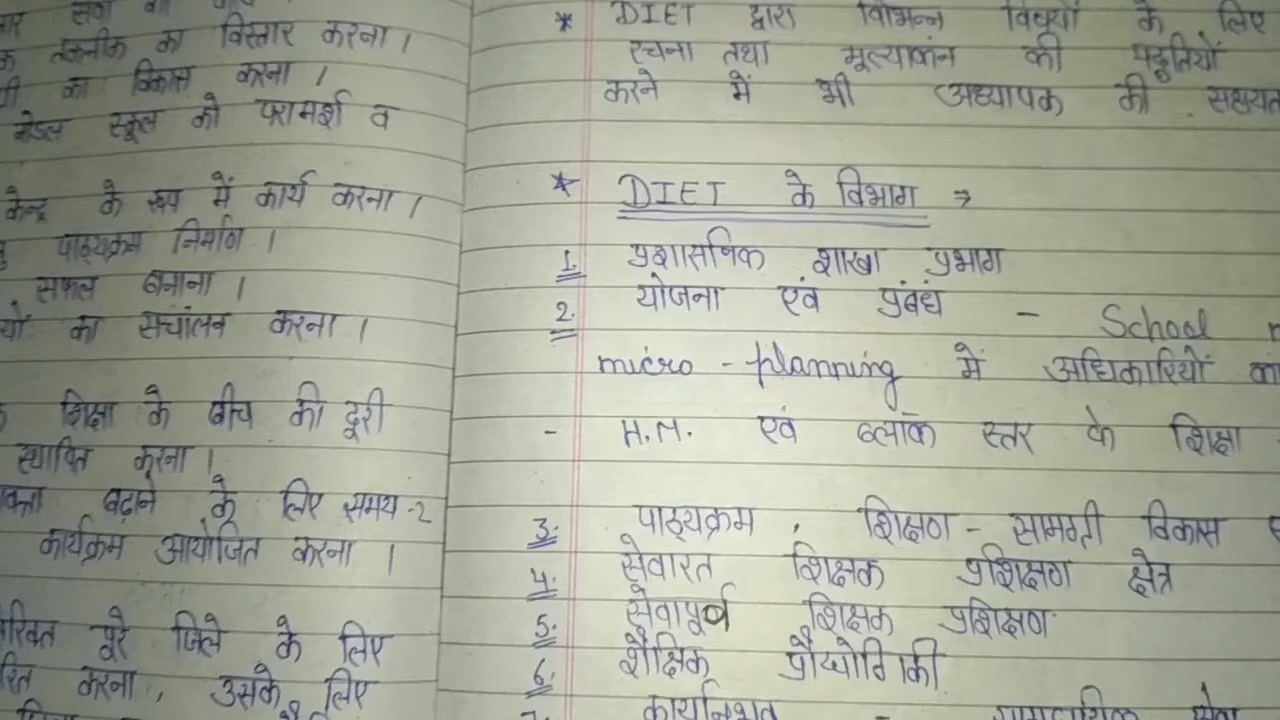 सेवा का
तकनीक का विस्तार करना ।
का विकास करना ।
मॉडल स्कूल को परामर्श व
केन्द्र के रूप में कार्य करना ।
पाठ्यक्रम निर्माण ।
सफल बनाना ।
का सचांलन करना ।
शिक्षा के बीच की दूरी
स्थापित करना ।
बढ़ाने के लिए समय-2
कार्यक्रम आयोजित करना ।
पूरे जिले के लिए
करना, उसके लिए
* DIET द्वारा विभिन्न विषयों के लिए
रचना तथा मूल्याकंन की पद्धतियों
करने में भी अध्यापक की
* DIET के विभाग ⇒
1. प्रशासनिक शाखा प्रभाग
2. योजना एंव प्रंबंध - School
micro - planning में अधिकारियों
- H.M. एवं ब्लॉक स्तर के शिक्षा
3. पाठ्यक्रम, शिक्षण - सामग्री विकास
4. सेवारत शिक्षक प्रशिक्षण क्षेत्र
5. सेवापूर्व शिक्षक प्रशिक्षण
6. शैक्षिक प्रौद्योगिकी
7. कार्यानुभव -